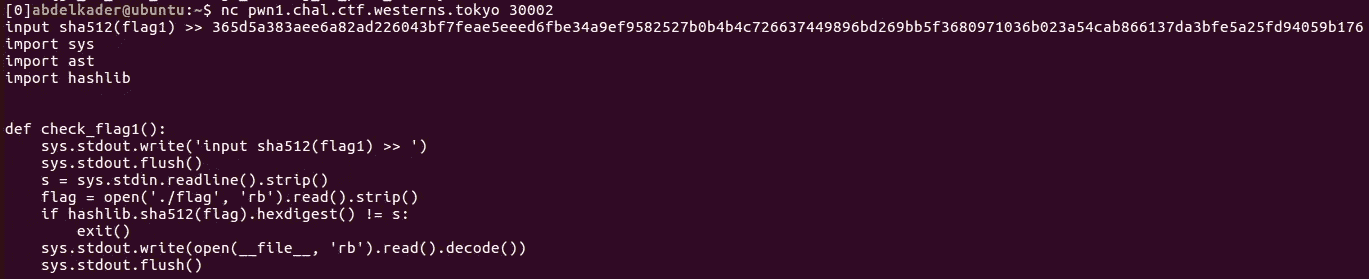 [0]abdelkader@ubuntu:~$ nc pwn1.chal.ctf.westerns.tokyo 30002
input sha512(flag1) >> 365d5a383aee6a82ad226043bf7feae5eeed6fbe34a9ef9582527b0b4b4c726637449896bd269bb5f3680971036b023a54cab866137da3bfe5a25fd94059b176
import sys
import ast
import hashlib
def check_flag1():
    sys.stdout.write('input sha512(flag1) >> ')
    sys.stdout.flush()
    s = sys.stdin.readline().strip()
    flag = open('./flag', 'rb').read().strip()
    if hashlib.sha512(flag).hexdigest() != s:
        exit()
    sys.stdout.write(open(__file__, 'rb').read().decode())
    sys.stdout.flush()